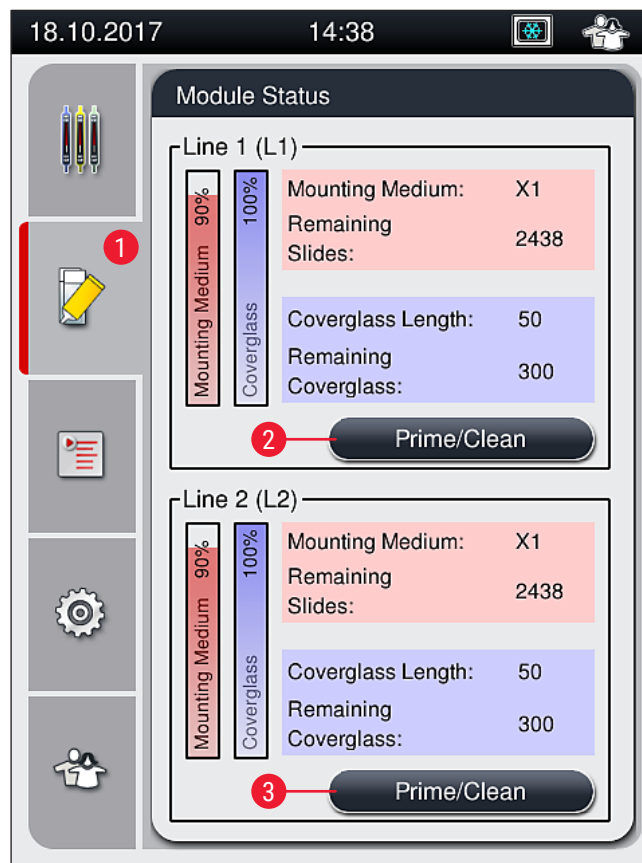 18.10.2017 14:38
Module Status
1
Line 1 (L1)
Mounting Medium 90%
Coverglass 100%
Mounting Medium: X1
Remaining
Slides: 2438
Coverglass Length: 50
Remaining
Coverglass: 300
2 Prime/Clean
Line 2 (L2)
Mounting Medium 90%
Coverglass 100%
Mounting Medium: X1
Remaining
Slides: 2438
Coverglass Length: 50
Remaining
Coverglass: 300
3 Prime/Clean